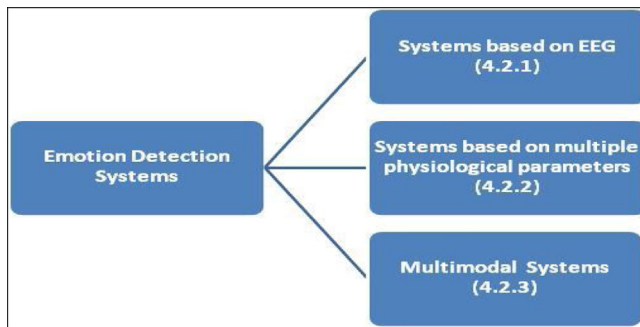 Emotion Detection
Systems
Systems based on EEG
(4.2.1)
Systems based on multiple
physiological parameters
(4.2.2)
Multimodal Systems
(4.2.3)